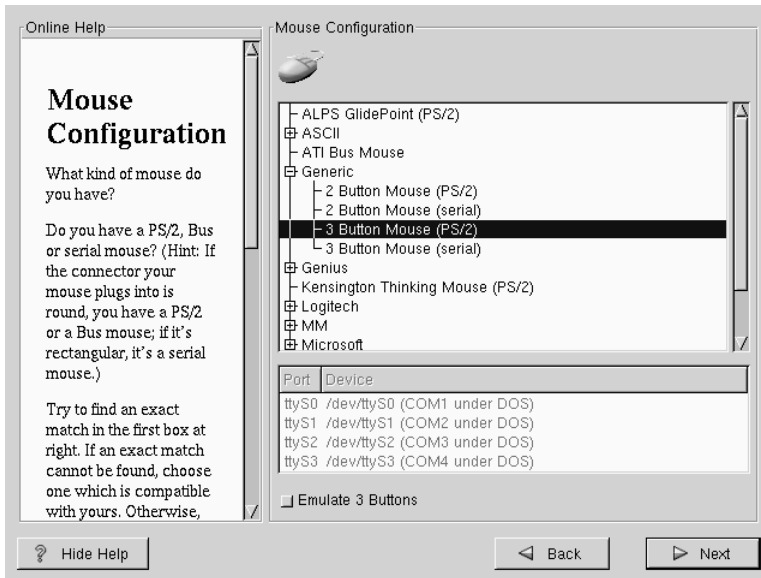 Online Help
Mouse
Configuration
What kind of mouse do
you have?
Do you have a PS/2, Bus
or serial mouse? (Hint: If
the connector your
mouse plugs into is
round, you have a PS/2
or a Bus mouse; if it's
rectangular, it's a serial
mouse.)
Try to find an exact
match in the first box at
right. If an exact match
cannot be found, choose
one which is compatible
with yours. Otherwise,
Mouse Configuration
ALPS GlidePoint (PS/2)
ASCII
ATI Bus Mouse
Generic
2 Button Mouse (PS/2)
2 Button Mouse (serial)
3 Button Mouse (PS/2)
3 Button Mouse (serial)
Genius
Kensington Thinking Mouse (PS/2)
Logitech
MM
Microsoft
Port Device
ttyS0 /dev/ttyS0 (COM1 under DOS)
ttyS1 /dev/ttyS1 (COM2 under DOS)
ttyS2 /dev/ttyS2 (COM3 under DOS)
ttyS3 /dev/ttyS3 (COM4 under DOS)
Emulate 3 Buttons
Hide Help
Back
Next